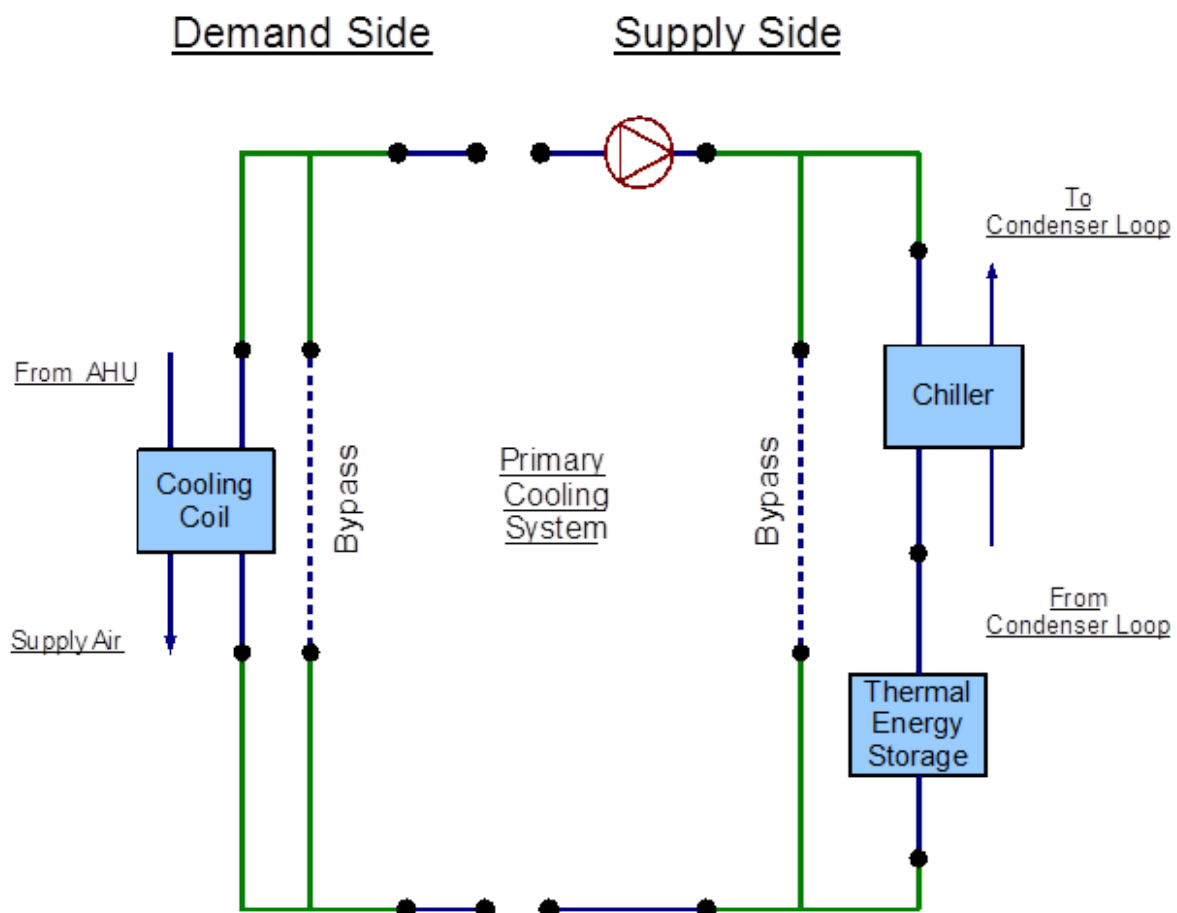 Demand Side
Supply Side
To
Condenser Loop
From AHU
Chiller
Cooling
Coil
Bypass
Primary
Cooling
System
Bypass
Supply Air
From
Condenser Loop
Thermal
Energy
Storage